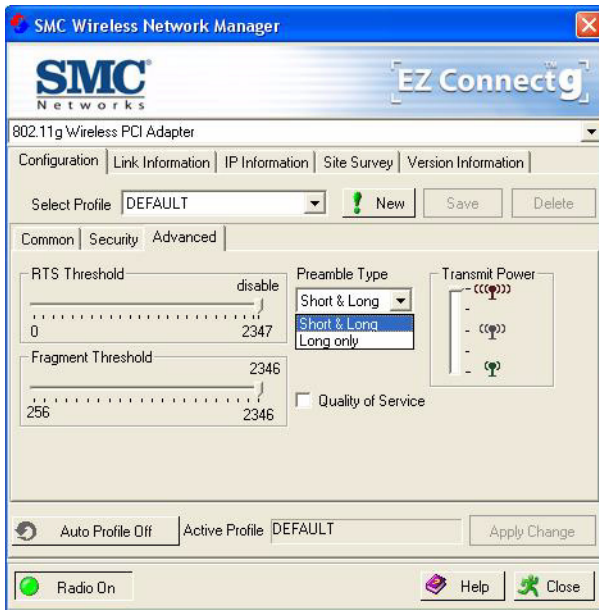 SMC Wireless Network Manager
SMC®
Networks
EZ Connect™ g
802.11g Wireless PCI Adapter
Configuration Link Information IP Information Site Survey Version Information
Select Profile DEFAULT New Save Delete
Common Security Advanced
RTS Threshold
disable
0 2347
Fragment Threshold
2346
256 2346
Preamble Type
Short & Long
Short & Long
Long only
Quality of Service
Transmit Power
Auto Profile Off Active Profile DEFAULT Apply Change
Radio On Help Close